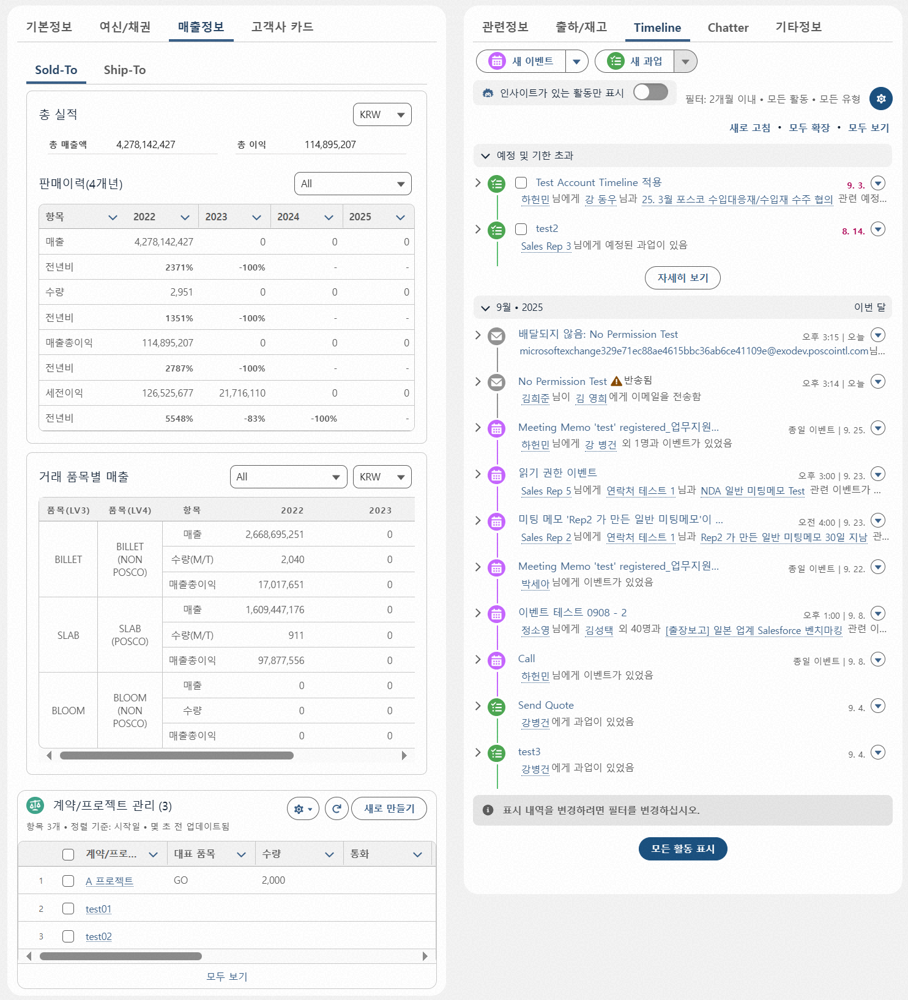 기본정보 여신/채권 매출정보 고객사 카드
Sold-To Ship-To
총 실적 KRW
총 매출액 4,278,142,427 총 이익 114,895,207
판매이력(4개년) All
항목 2022 2023 2024 2025
매출 4,278,142,427 0 0 0
전년비 2371% -100% - -
수량 2,951 0 0 0
전년비 1351% -100% - -
매출총이익 114,895,207 0 0 0
전년비 2787% -100% - -
세전이익 126,525,677 21,716,110 0 0
전년비 5548% -83% -100% -
거래 품목별 매출 All KRW
품목(LV3) 품목(LV4) 항목 2022 2023
BILLET
BILLET
(NON
POSCO)
매출 2,668,695,251 0
수량(M/T) 2,040 0
매출총이익 17,017,651 0
SLAB
SLAB
(POSCO)
매출 1,609,447,176 0
수량(M/T) 911 0
매출총이익 97,877,556 0
BLOOM
BLOOM
(NON
POSCO)
매출 0 0
수량 0 0
매출총이익 0 0
계약/프로젝트 관리 (3) 새로 만들기
항목 3개 • 정렬 기준: 시작일 • 몇 초 전 업데이트됨
계약/프로... 대표 품목 수량 통화
1 A 프로젝트 GO 2,000
2 test01
3 test02
모두 보기
관련정보 출하/재고 Timeline Chatter 기타정보
새 이벤트 새 과업
인사이트가 있는 활동만 표시
필터: 2개월 이내 • 모든 활동 • 모든 유형
새로 고침 • 모두 확장 • 모두 보기
예정 및 기한 초과
Test Account Timeline 적용 9. 3.
하헌민 님에게 강 동우 님과 25. 3월 포스코 수입대응재/수입재 수주 협의 관련 예정...
test2 8. 14.
Sales Rep 3 님에게 예정된 과업이 있음
자세히 보기
9월 • 2025 이번 달
배달되지 않음: No Permission Test 오후 3:15 | 오늘
microsoftexchange329e71ec88ae4615bbc36ab6ce41109e@exodev.poscointl.com님...
No Permission Test 반송됨 오후 3:14 | 오늘
김희준 님이 김 영희 에게 이메일을 전송함
Meeting Memo 'test' registered_업무지원... 종일 이벤트 | 9. 25.
하헌민 님에게 강 병건 외 1명과 이벤트가 있었음
읽기 권한 이벤트 오후 3:00 | 9. 23.
Sales Rep 5 님에게 연락처 테스트 1 님과 NDA 일반 미팅메모 Test 관련 이벤트가 ...
미팅 메모 'Rep2 가 만든 일반 미팅메모'이 ... 오전 4:00 | 9. 23.
Sales Rep 2 님에게 연락처 테스트 1 님과 Rep2 가 만든 일반 미팅메모 30일 지남 관...
Meeting Memo 'test' registered_업무지원... 종일 이벤트 | 9. 22.
박세아 님에게 이벤트가 있었음
이벤트 테스트 0908 - 2 오후 1:00 | 9. 8.
정소영 님에게 김성택 외 40명과 [출장보고] 일본 업계 Salesforce 벤치마킹 관련 이...
Call 종일 이벤트 | 9. 8.
하헌민 님에게 이벤트가 있었음
Send Quote 9. 4.
강병건 에게 과업이 있었음
test3 9. 4.
강병건 에게 과업이 있었음
표시 내역을 변경하려면 필터를 변경하십시오.
모든 활동 표시